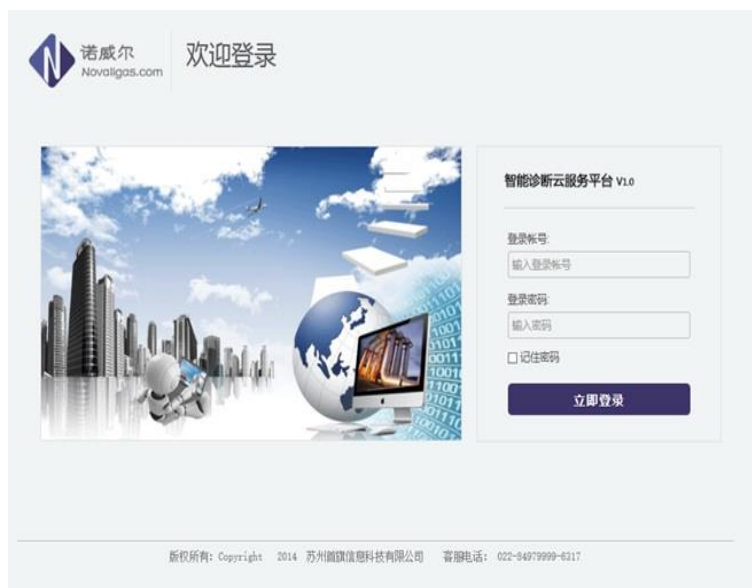 诺威尔
Novaligas.com
欢迎登录
智能诊断云服务平台 V1.0
登录帐号:
输入登录帐号
登录密码:
输入密码
记住密码
立即登录
版权所有: Copyright 2014 苏州首旗信息科技有限公司 客服电话: 022-84979999-6317